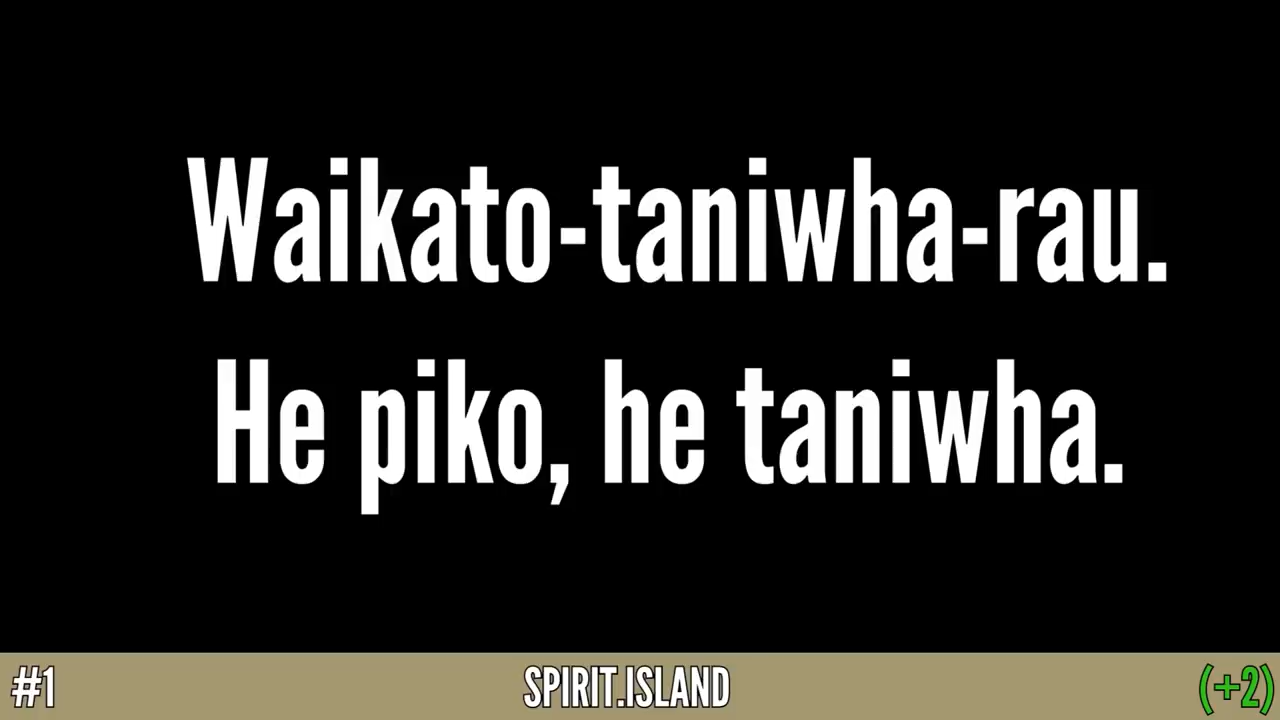 Waikato-taniwha-rau.
He piko, he taniwha.
#1 SPIRIT.ISLAND (+2)